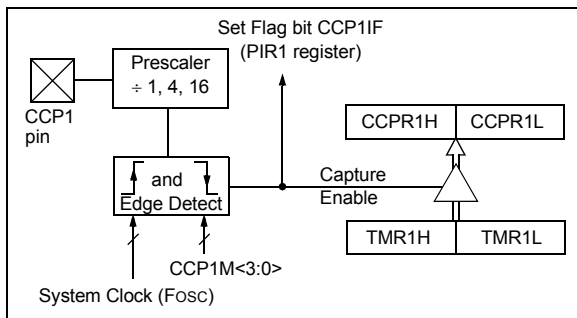 Set Flag bit CCP1IF
(PIR1 register)
Prescaler
÷ 1, 4, 16
CCP1
pin
CCPR1H
CCPR1L
and
Edge Detect
Capture
Enable
TMR1H
TMR1L
CCP1M<3:0>
System Clock (FOSC)